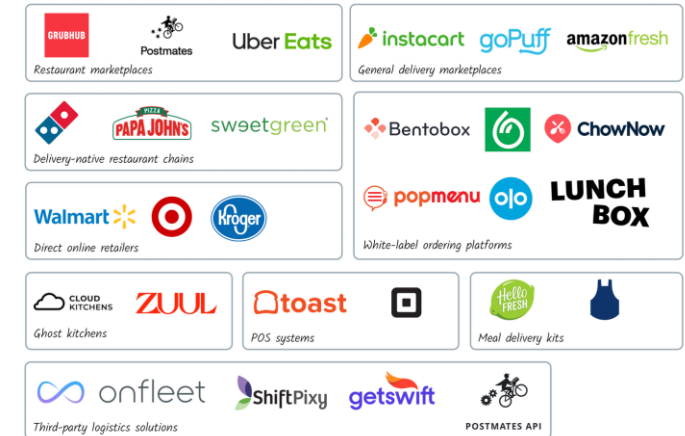 GRUBHUB
Postmates
Uber Eats
Restaurant marketplaces
instacart
goPuff
amazonfresh
General delivery marketplaces
PIZZA
PAPA JOHN'S
sweetgreen
Delivery-native restaurant chains
Bentobox
ChowNow
popmenu
olo
LUNCH
BOX
White-label ordering platforms
Walmart
Kroger
Direct online retailers
CLOUD
KITCHENS
ZUUL
Ghost kitchens
toast
POS systems
Hello
FRESH
Meal delivery kits
onfleet
ShiftPixy
getswift
POSTMATES API
Third-party logistics solutions